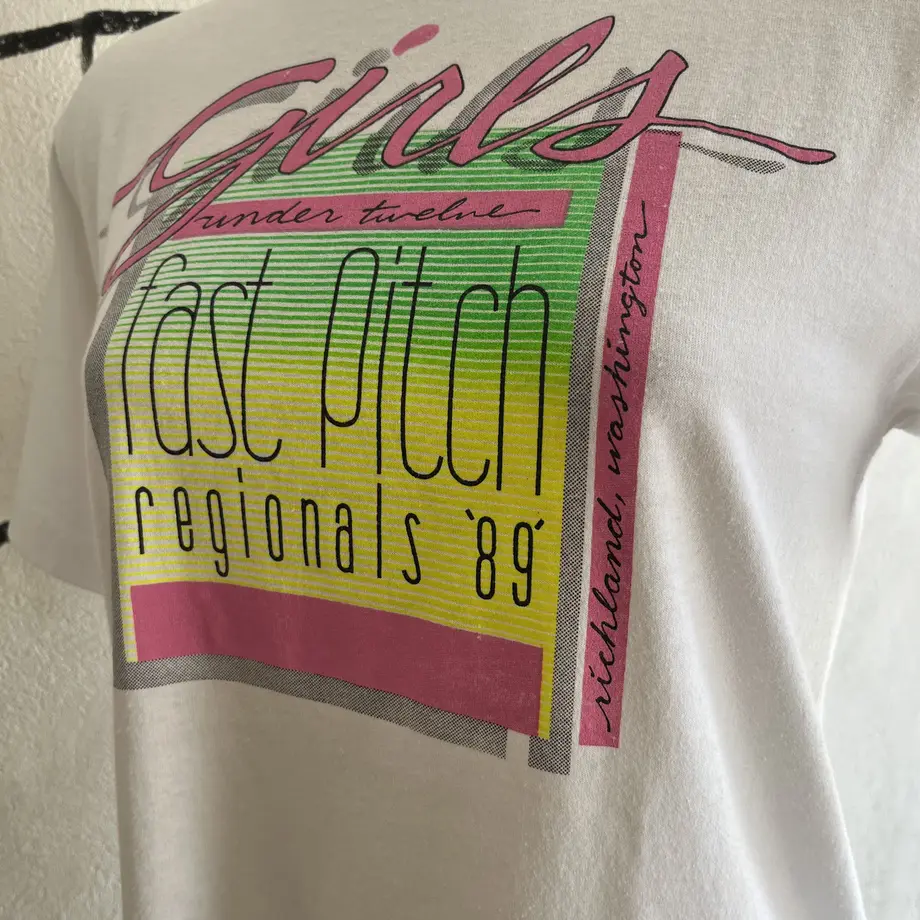 girls
under twelve
fast pitch
regionals '89'
richland, washington